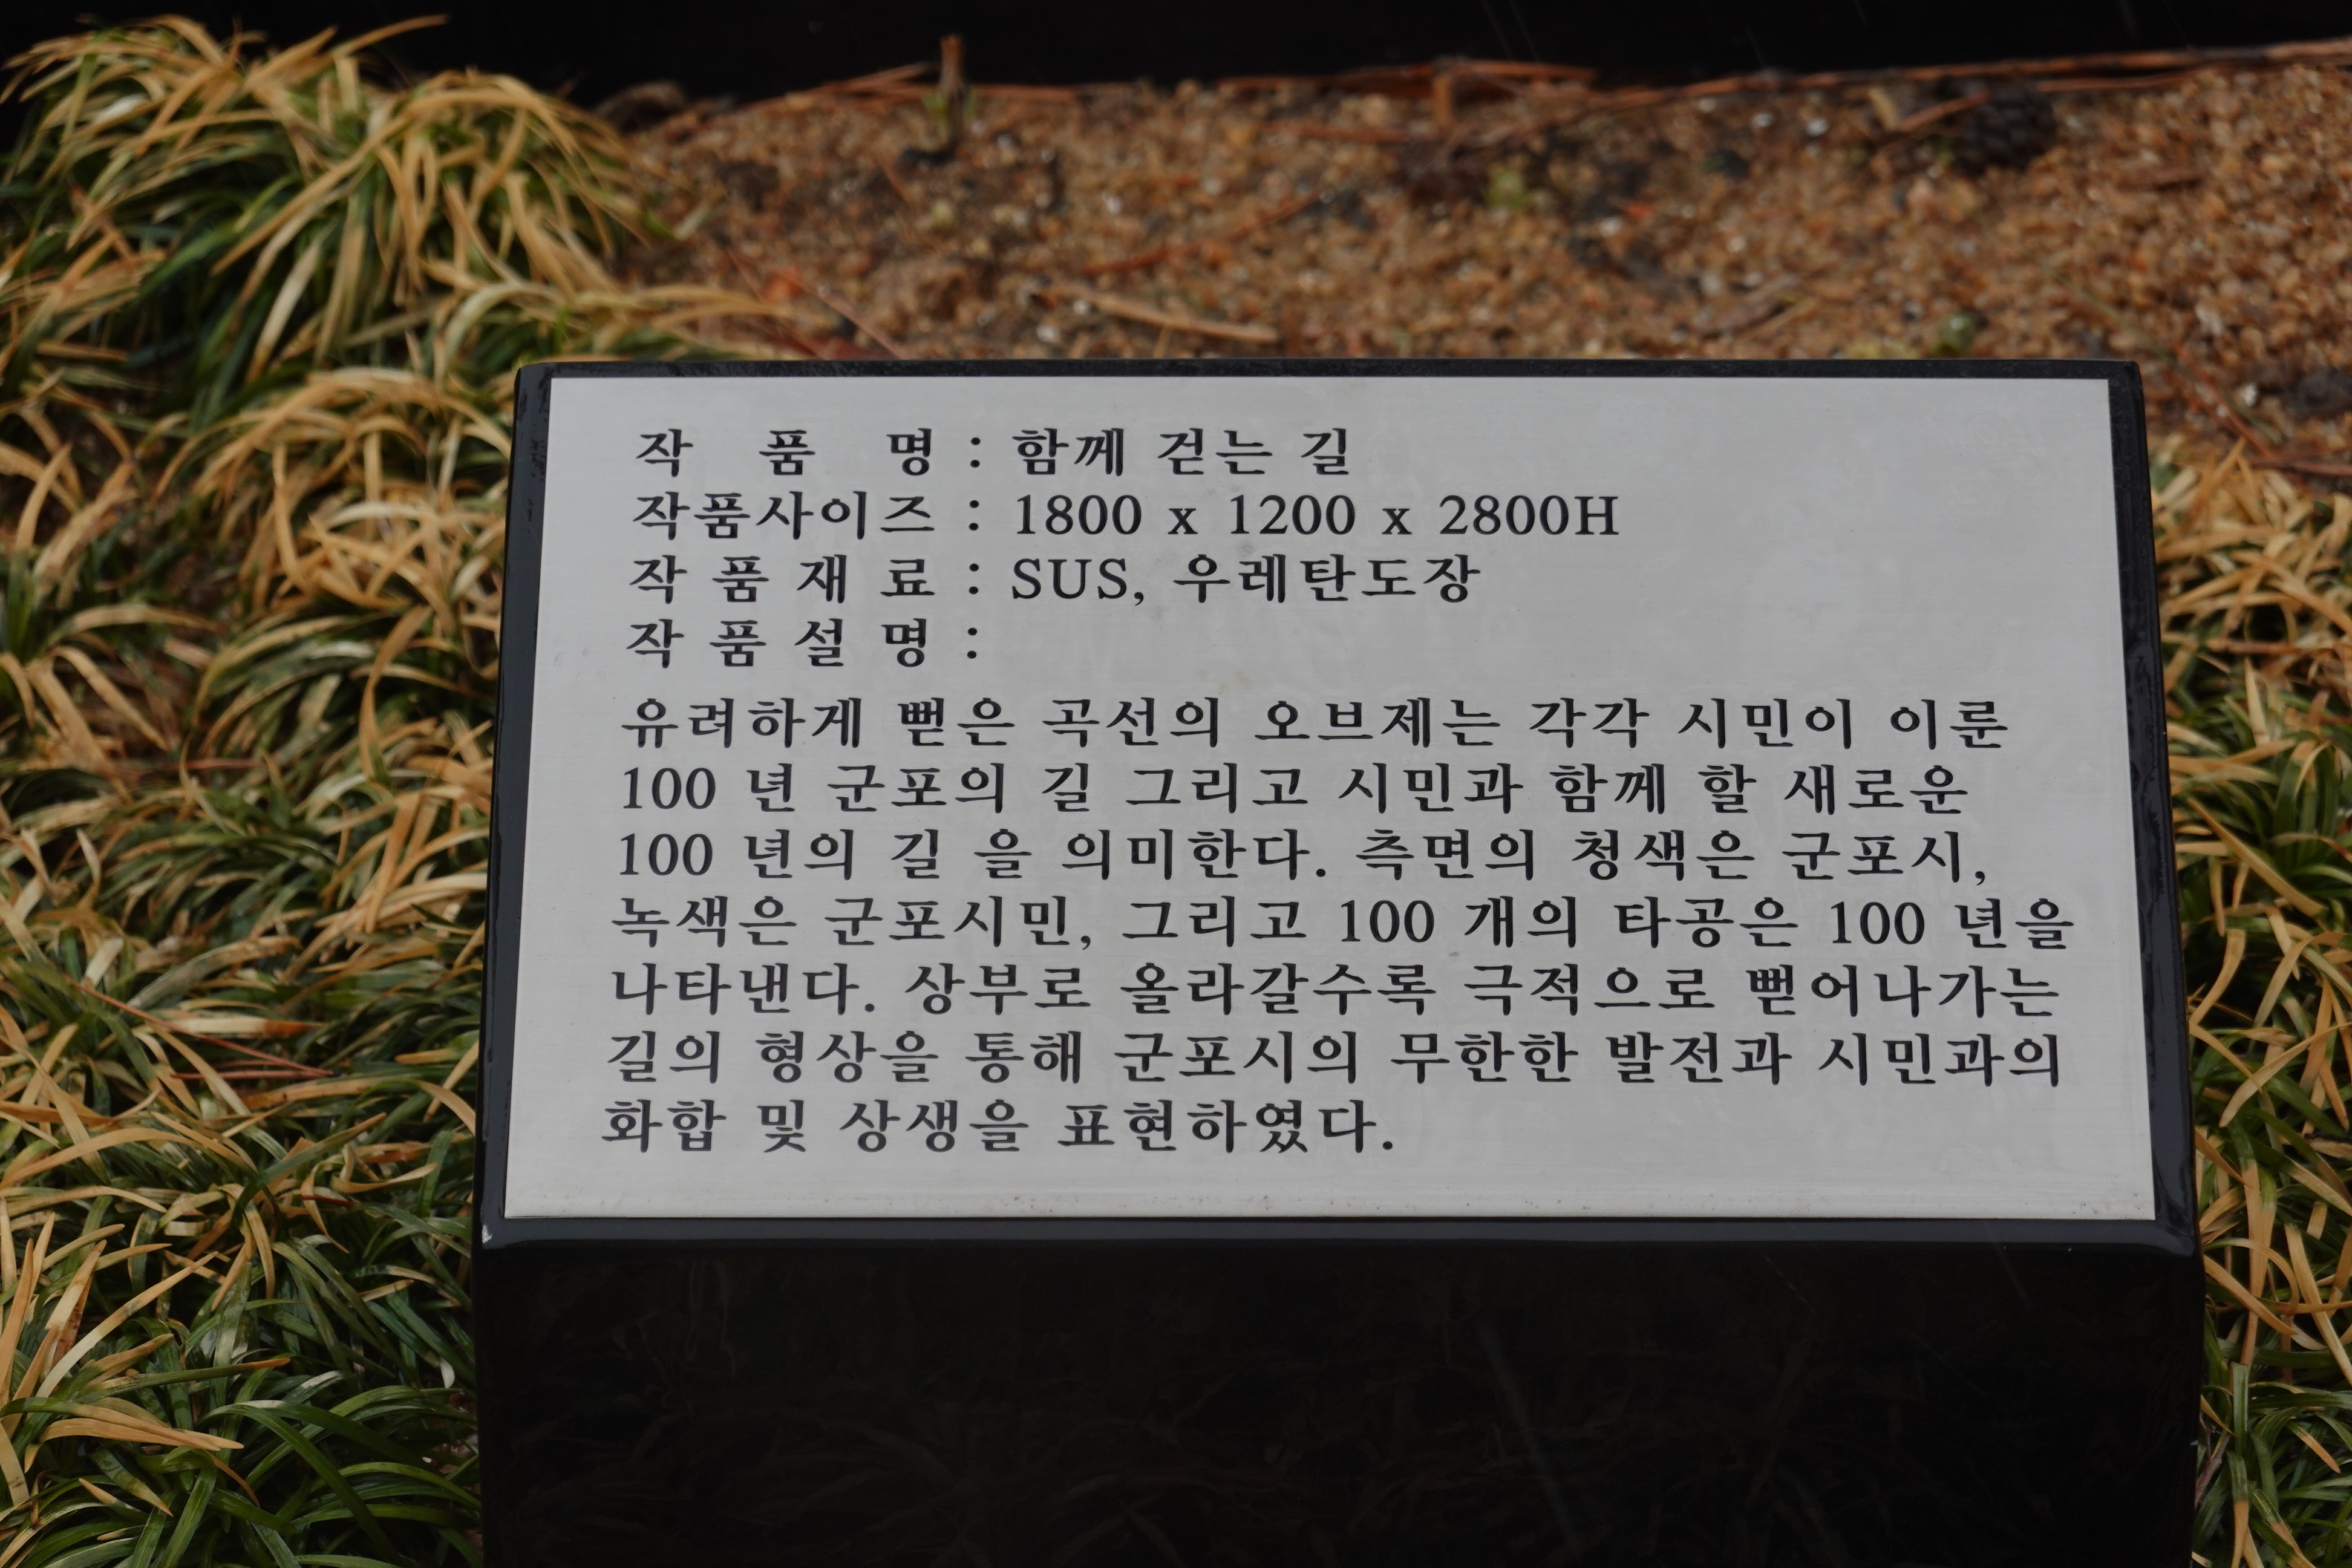 작 품 명 : 함께 걷는 길
작품사이즈 : 1800 x 1200 x 2800H
작 품 재 료 : SUS, 우레탄도장
작 품 설 명 :
유려하게 뻗은 곡선의 오브제는 각각 시민이 이룬
100 년 군포의 길 그리고 시민과 함께 할 새로운
100 년의 길 을 의미한다. 측면의 청색은 군포시,
녹색은 군포시민, 그리고 100 개의 타공은 100 년을
나타낸다. 상부로 올라갈수록 극적으로 뻗어나가는
길의 형상을 통해 군포시의 무한한 발전과 시민과의
화합 및 상생을 표현하였다.